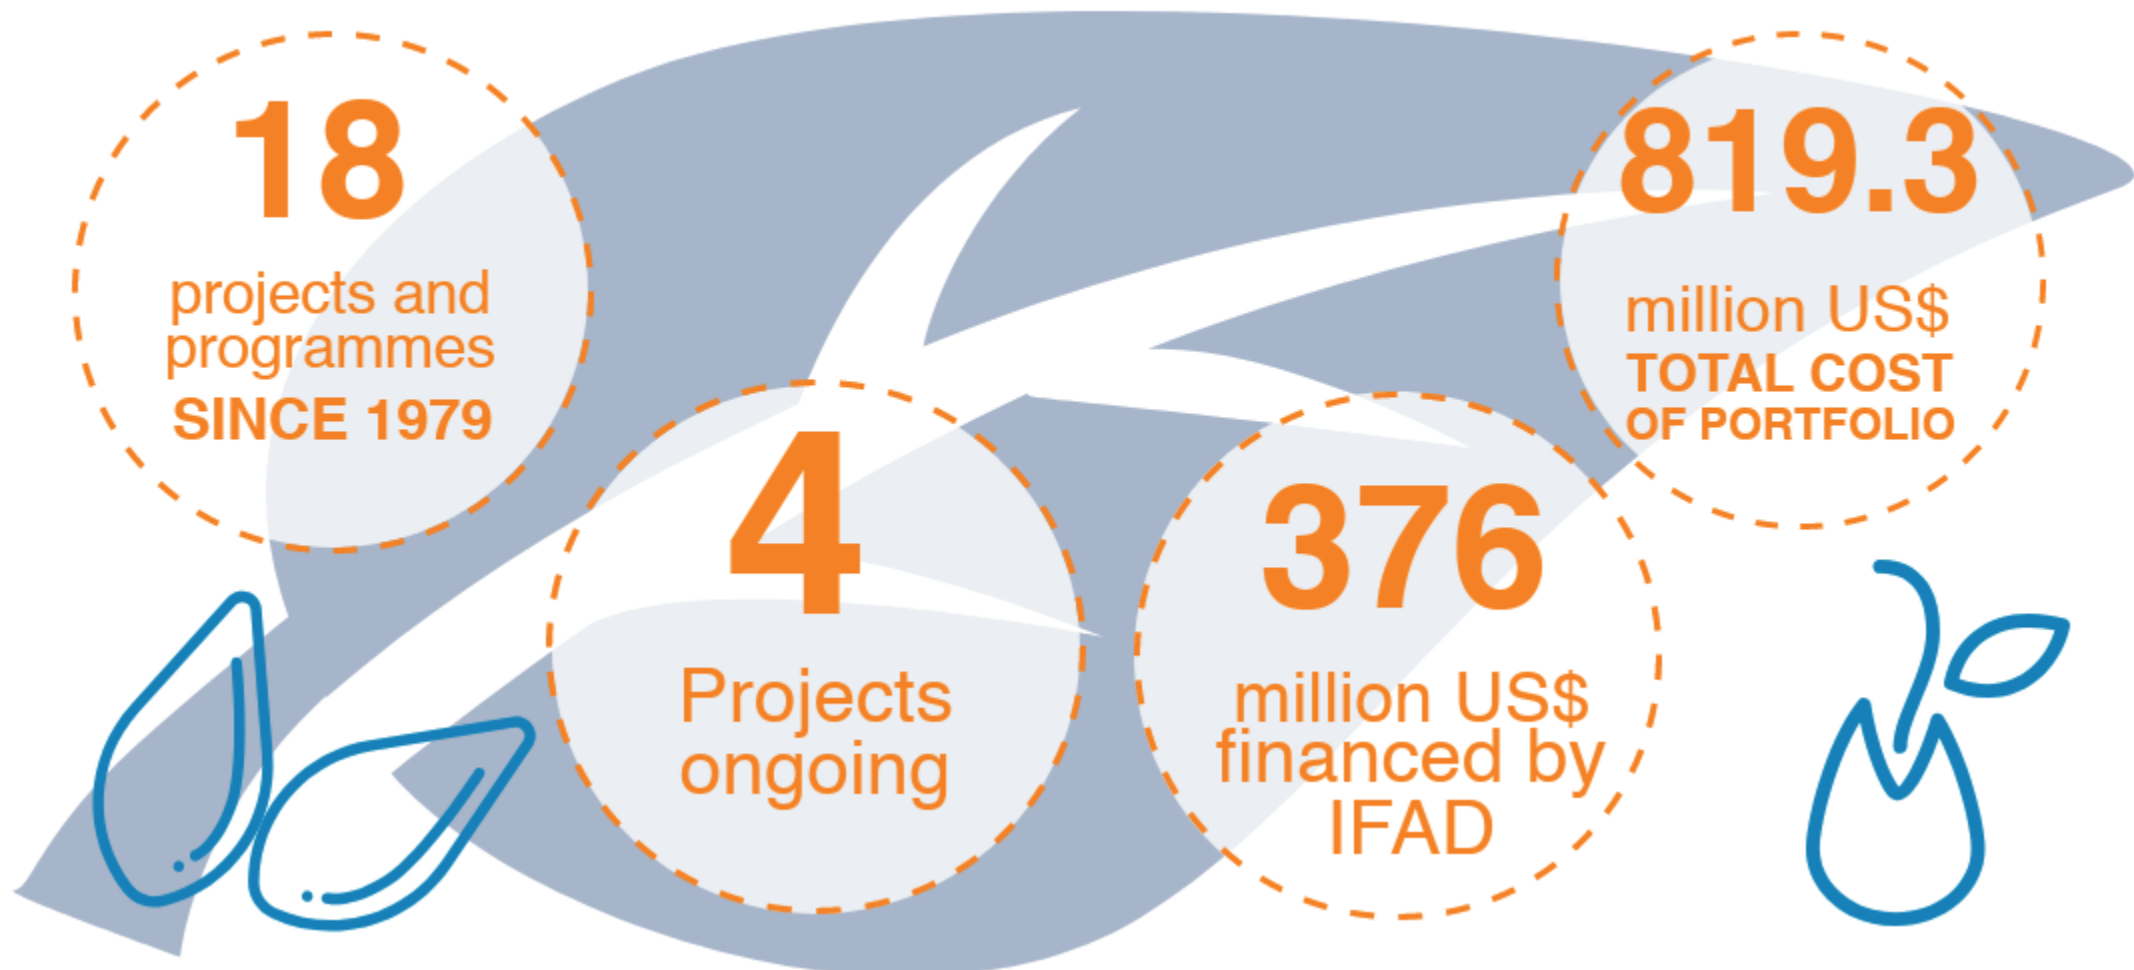 18
projects and
programmes
SINCE 1979
4
Projects
ongoing
376
million US$
financed by
IFAD
819.3
million US$
TOTAL COST
OF PORTFOLIO